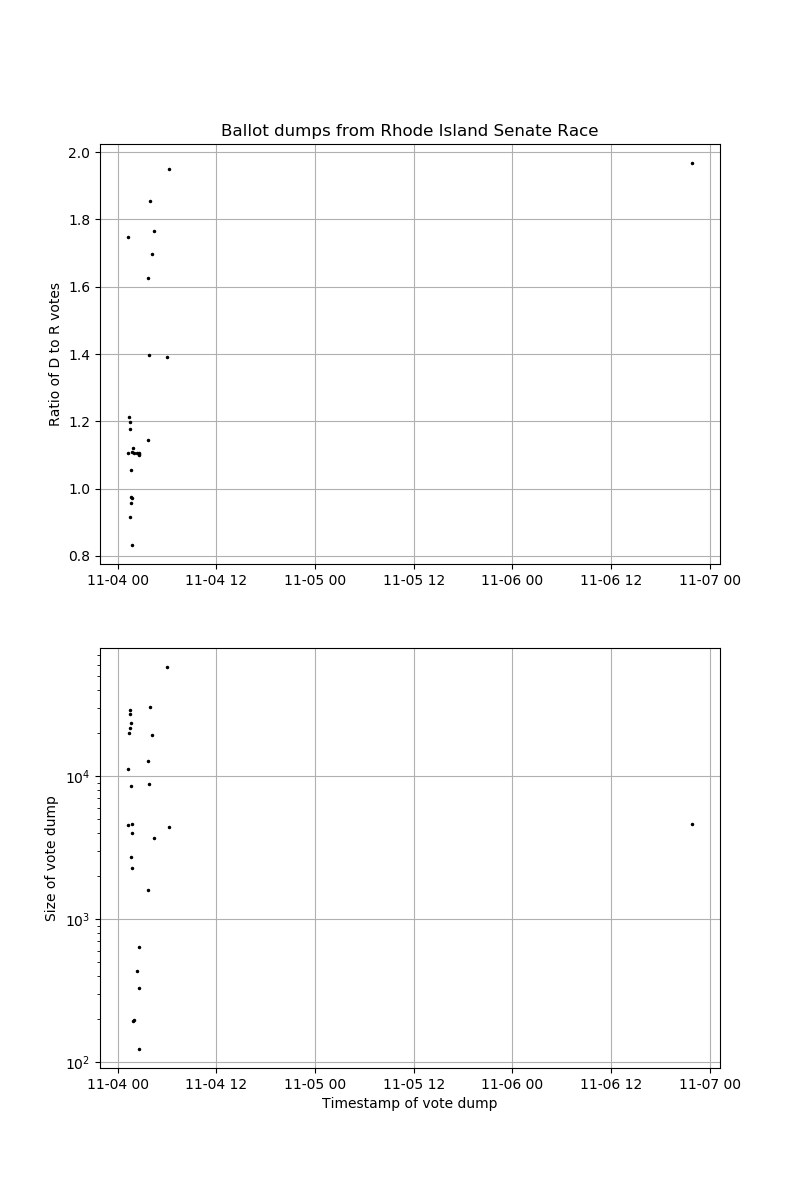 Ballot dumps from Rhode Island Senate Race
2.0
1.8
1.6
1.4
1.2
1.0
0.8
Ratio of D to R votes
11-04 00 11-04 12 11-05 00 11-05 12 11-06 00 11-06 12 11-07 00
10^4
10^3
10^2
Size of vote dump
11-04 00 11-04 12 11-05 00 11-05 12 11-06 00 11-06 12 11-07 00
Timestamp of vote dump